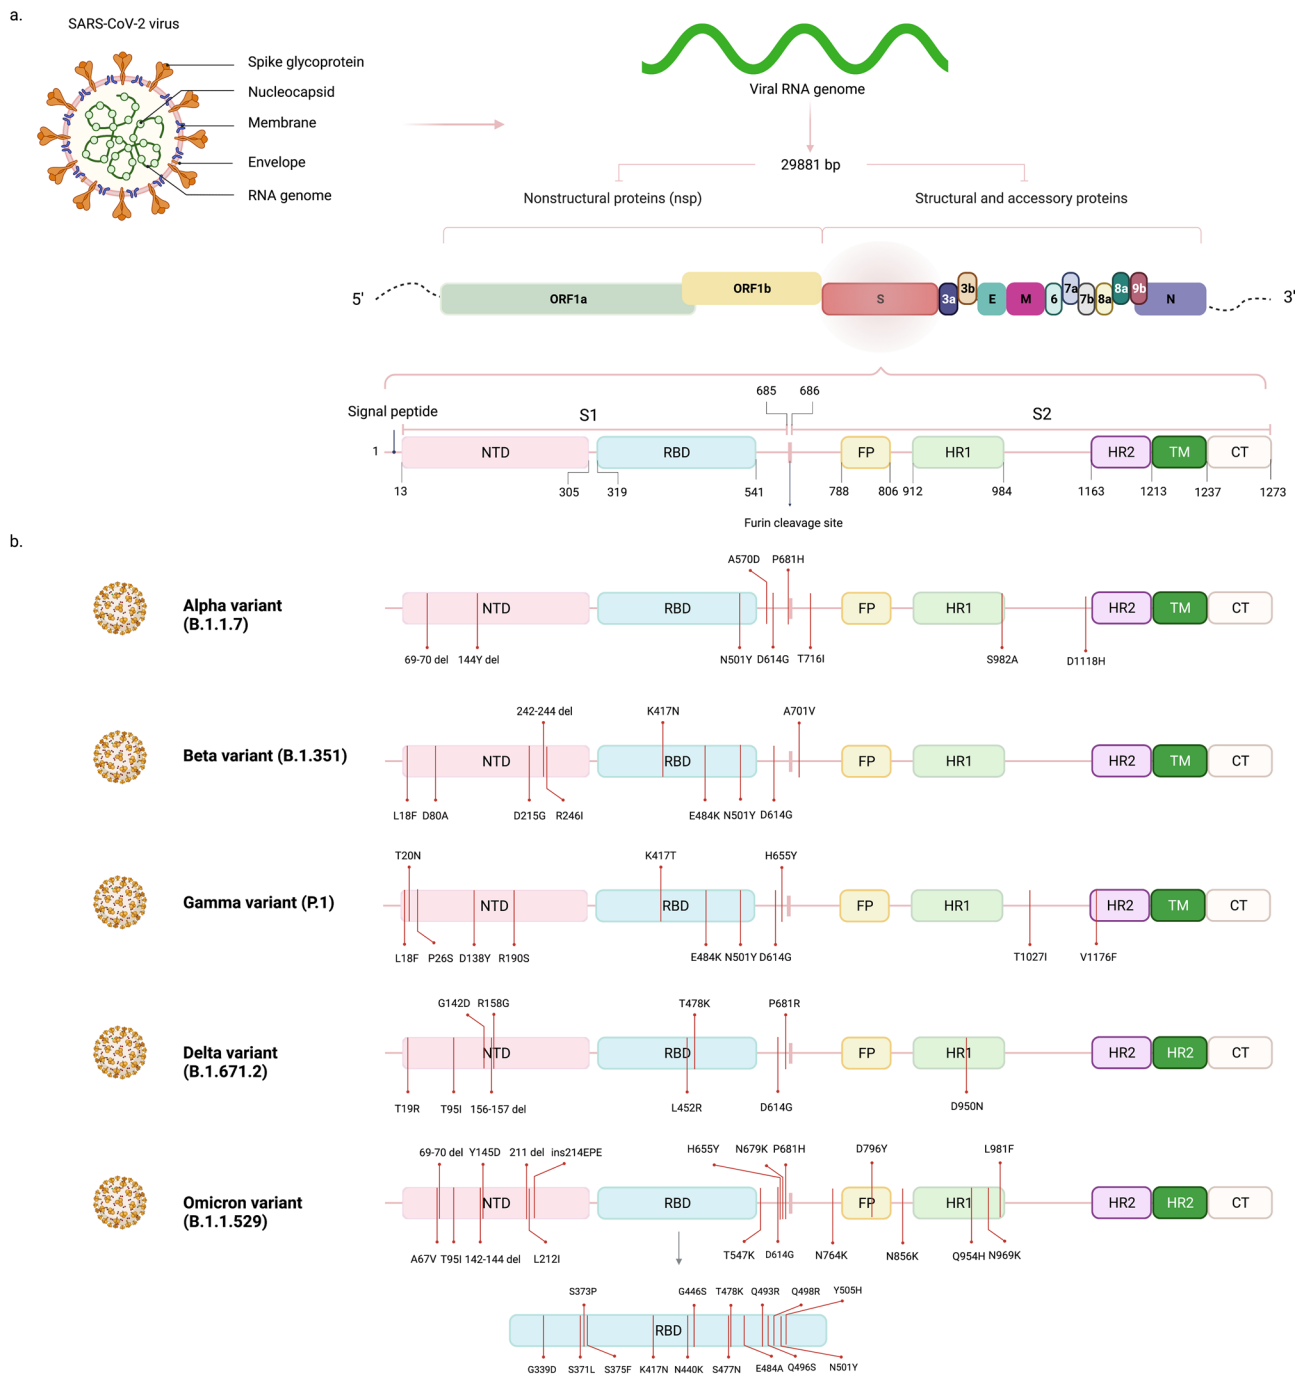 a.
SARS-CoV-2 virus
Spike glycoprotein
Nucleocapsid
Membrane
Envelope
RNA genome
Viral RNA genome
29881 bp
Nonstructural proteins (nsp)
Structural and accessory proteins
5'
ORF1a
ORF1b
S
3a
3b
E
M
6
7a
7b
8a
8a
9b
N
3'
685
686
Signal peptide
S1
S2
1
NTD
RBD
FP
HR1
HR2
TM
CT
13
305
319
541
788
806
912
984
1163
1213
1237
1273
Furin cleavage site
b.
Alpha variant
(B.1.1.7)
A570D
P681H
NTD
RBD
FP
HR1
HR2
TM
CT
69-70 del
144Y del
N501Y
D614G
T716I
S982A
D1118H
Beta variant (B.1.351)
242-244 del
K417N
A701V
NTD
RBD
FP
HR1
HR2
TM
CT
L18F
D80A
D215G
R246I
E484K
N501Y
D614G
Gamma variant (P.1)
T20N
K417T
H655Y
NTD
RBD
FP
HR1
HR2
TM
CT
L18F
P26S
D138Y
R190S
E484K
N501Y
D614G
T1027I
V1176F
Delta variant
(B.1.671.2)
G142D
R158G
T478K
P681R
NTD
RBD
FP
HR1
HR2
HR2
CT
T19R
T95I
156-157 del
L452R
D614G
D950N
Omicron variant
(B.1.1.529)
69-70 del
Y145D
211 del
ins214EPE
H655Y
N679K
P681H
D796Y
L981F
NTD
RBD
FP
HR1
HR2
HR2
CT
A67V
T95I
142-144 del
L212I
T547K
D614G
N764K
N856K
Q954H
N969K
S373P
G446S
T478K
Q493R
Q498R
Y505H
RBD
G339D
S371L
S375F
K417N
N440K
S477N
E484A
Q496S
N501Y